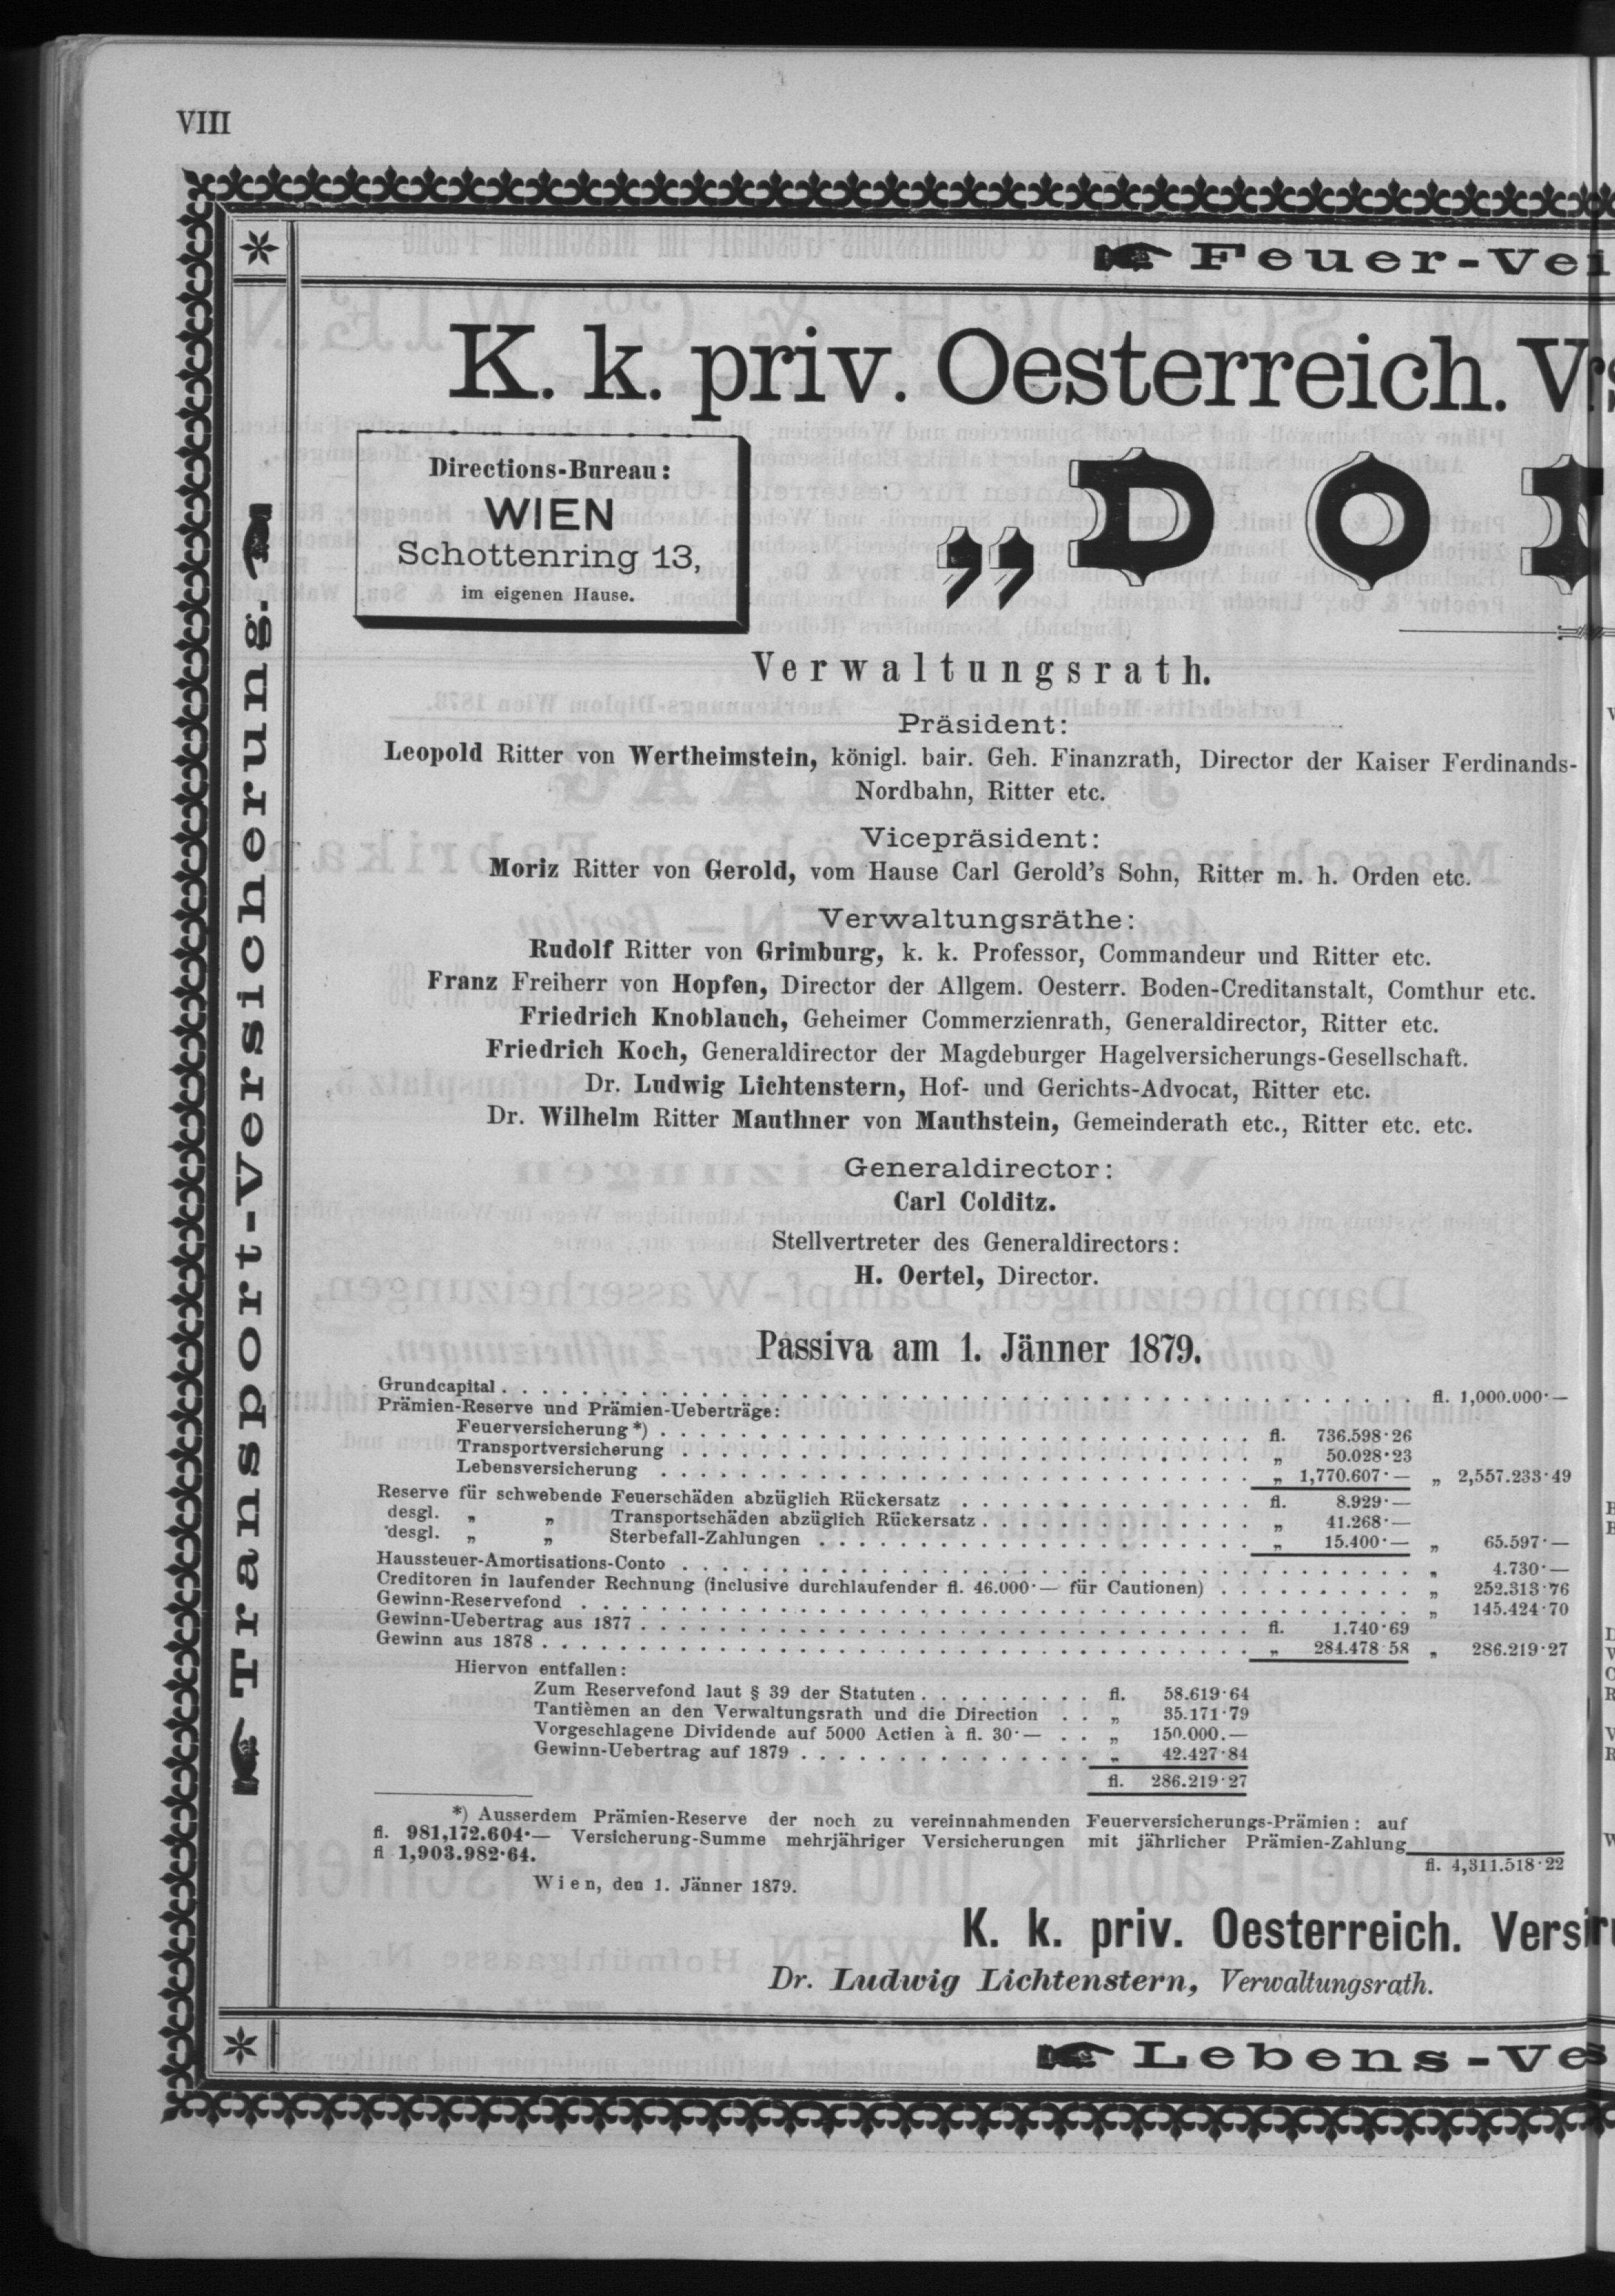 VIII
Feuer-Ve
K. k. priv. Oesterreich. V
Directions-Bureau:
WIEN
Schottenring 13,
im eigenen Hause.
„DO
Transport-Versicherung.
Verwaltungsrath.
Präsident:
Leopold Ritter von Wertheimstein, königl. bair. Geh. Finanzrath, Director der Kaiser Ferdinands-
Nordbahn, Ritter etc.
Vicepräsident:
Moriz Ritter von Gerold, vom Hause Carl Gerold's Sohn, Ritter m. h. Orden etc.
Verwaltungsräthe:
Rudolf Ritter von Grimburg, k. k. Professor, Commandeur und Ritter etc.
Franz Freiherr von Hopfen, Director der Allgem. Oesterr. Boden-Creditanstalt, Comthur etc.
Friedrich Knoblauch, Geheimer Commerzienrath, Generaldirector, Ritter etc.
Friedrich Koch, Generaldirector der Magdeburger Hagelversicherungs-Gesellschaft.
Dr. Ludwig Lichtenstern, Hof- und Gerichts-Advocat, Ritter etc.
Dr. Wilhelm Ritter Mauthner von Mauthstein, Gemeinderath etc., Ritter etc. etc.
Generaldirector:
Carl Colditz.
Stellvertreter des Generaldirectors:
H. Oertel, Director.
Passiva am 1. Jänner 1879.
Grundcapital . . . . . fl. 1,000.000·—
Prämien-Reserve und Prämien-Ueberträge:
Feuerversicherung *) . . . . . fl. 736.598·26
Transportversicherung . . . . . „ 50.028·23
Lebensversicherung . . . . . „ 1,770.607·— „ 2,557.233·49
Reserve für schwebende Feuerschäden abzüglich Rückersatz . . . . . fl. 8.929·—
desgl. „ „ Transportschäden abzüglich Rückersatz . . . . . „ 41.268·—
desgl. „ „ Sterbefall-Zahlungen . . . . . „ 15.400·— „ 65.597·—
Haussteuer-Amortisations-Conto . . . . . „ 4.730·—
Creditoren in laufender Rechnung (inclusive durchlaufender fl. 46.000·— für Cautionen) . . . . . „ 252.313·76
Gewinn-Reservefond . . . . . „ 145.424·70
Gewinn-Uebertrag aus 1877 . . . . . fl. 1.740·69
Gewinn aus 1878 . . . . . „ 284.478·58 „ 286.219·27
Hiervon entfallen:
Zum Reservefond laut § 39 der Statuten . . . . . fl. 58.619·64
Tantièmen an den Verwaltungsrath und die Direction . . „ 35.171·79
Vorgeschlagene Dividende auf 5000 Actien à fl. 30·— . . „ 150.000.—
Gewinn-Uebertrag auf 1879 . . . . . „ 42.427·84
fl. 286.219·27
*) Ausserdem Prämien-Reserve der noch zu vereinnahmenden Feuerversicherungs-Prämien: auf
fl. 981,172.604·— Versicherung-Summe mehrjähriger Versicherungen mit jährlicher Prämien-Zahlung
fl 1,903.982·64.
fl. 4,311.518·22
Wien, den 1. Jänner 1879.
K. k. priv. Oesterreich. Versi
Dr. Ludwig Lichtenstern, Verwaltungsrath.
Lebens-Ve